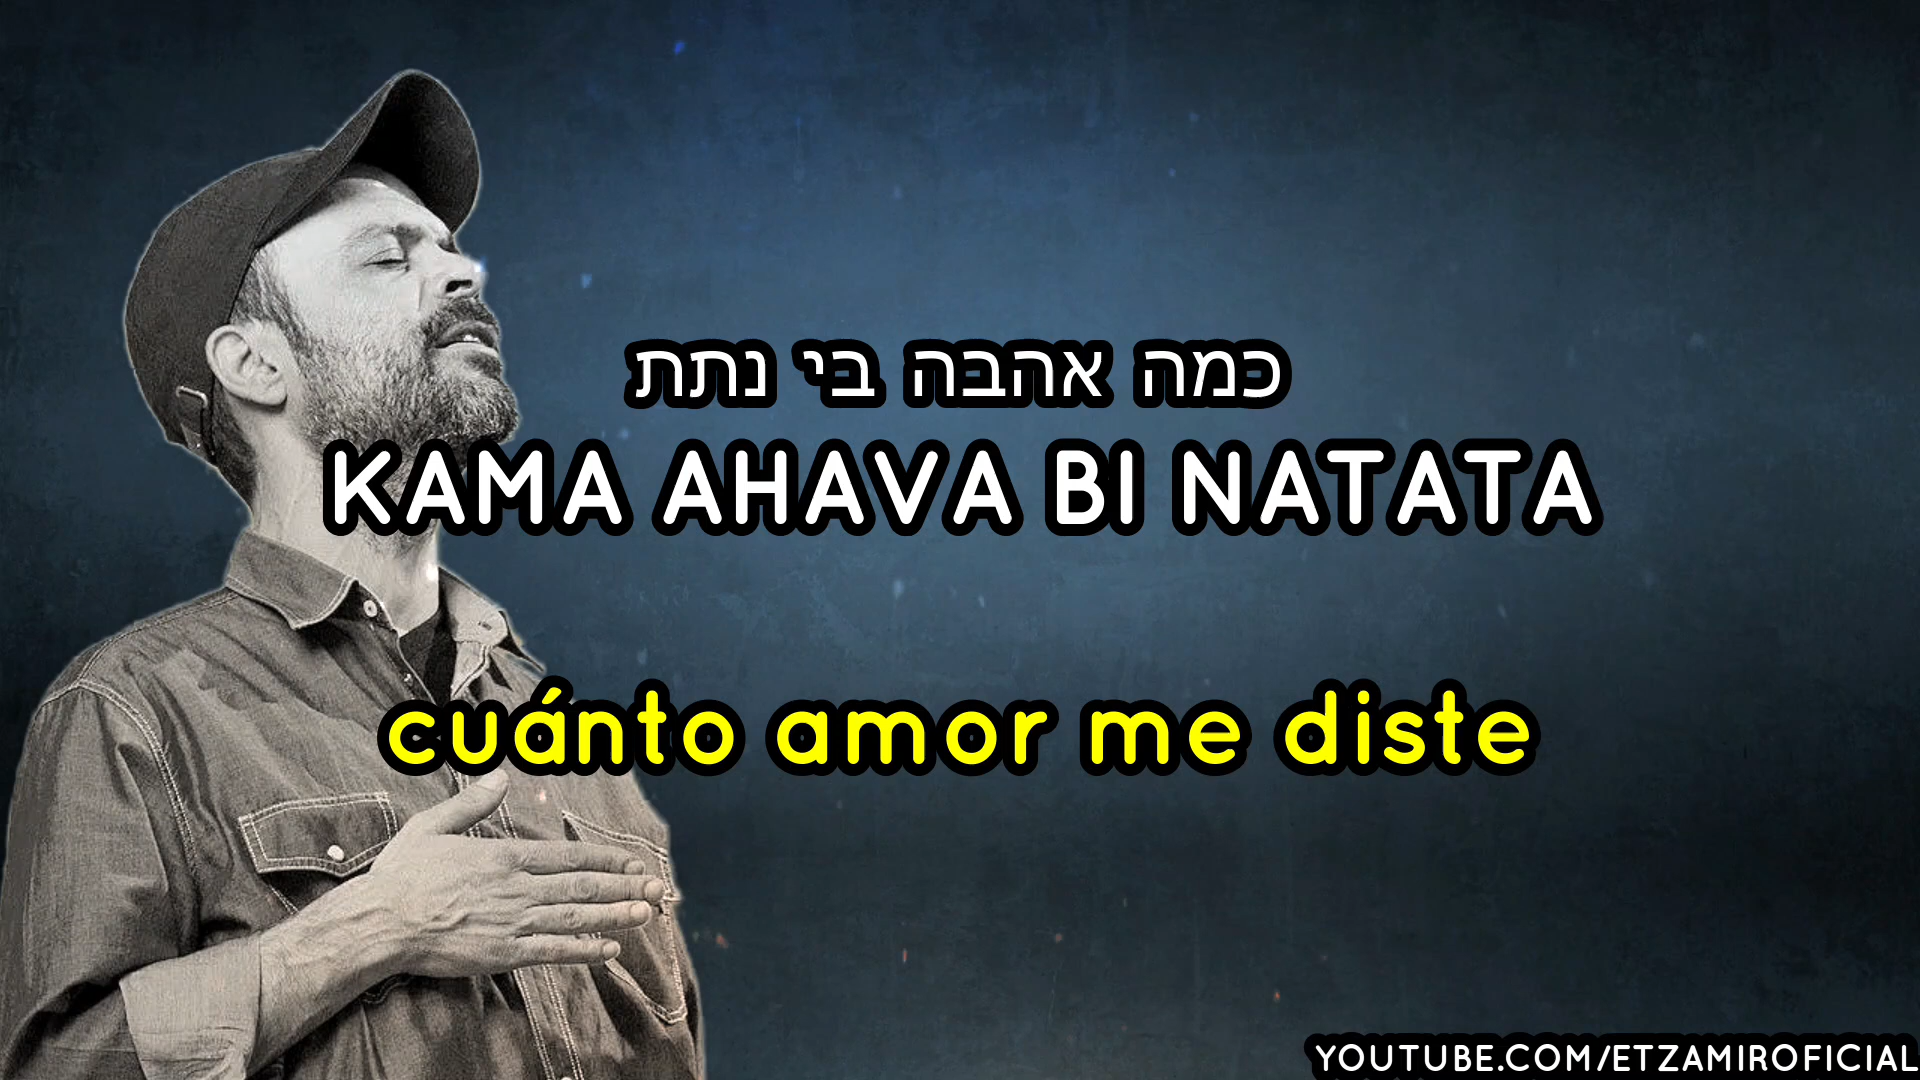 כמה אהבה בי נתת
KAMA AHAVA BI NATATA
cuánto amor me diste
YOUTUBE.COM/ETZAMIROFICIAL